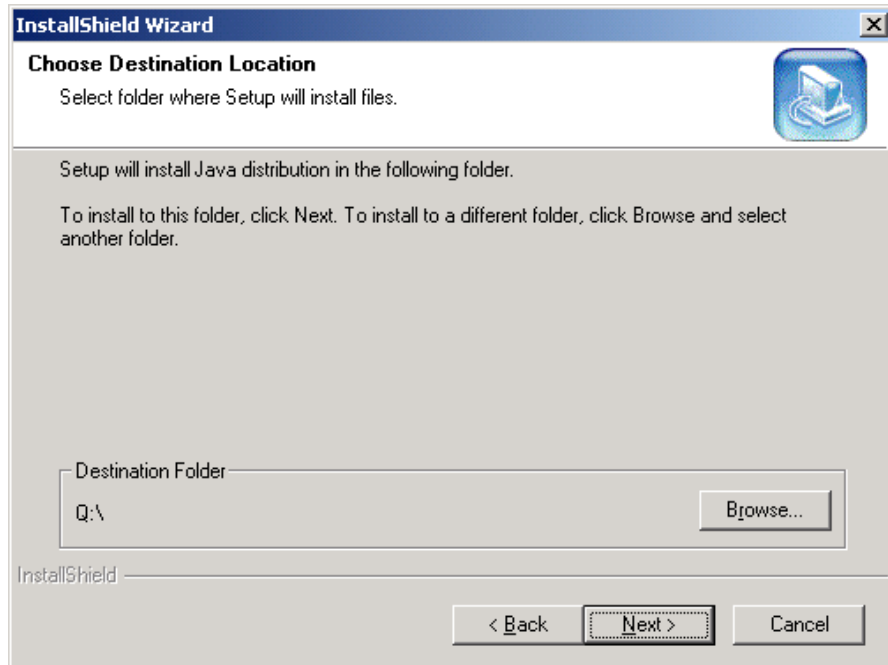 InstallShield Wizard
Choose Destination Location
Select folder where Setup will install files.
Setup will install Java distribution in the following folder.
To install to this folder, click Next. To install to a different folder, click Browse and select
another folder.
Destination Folder
Q:\
Browse...
InstallShield
< Back
Next >
Cancel